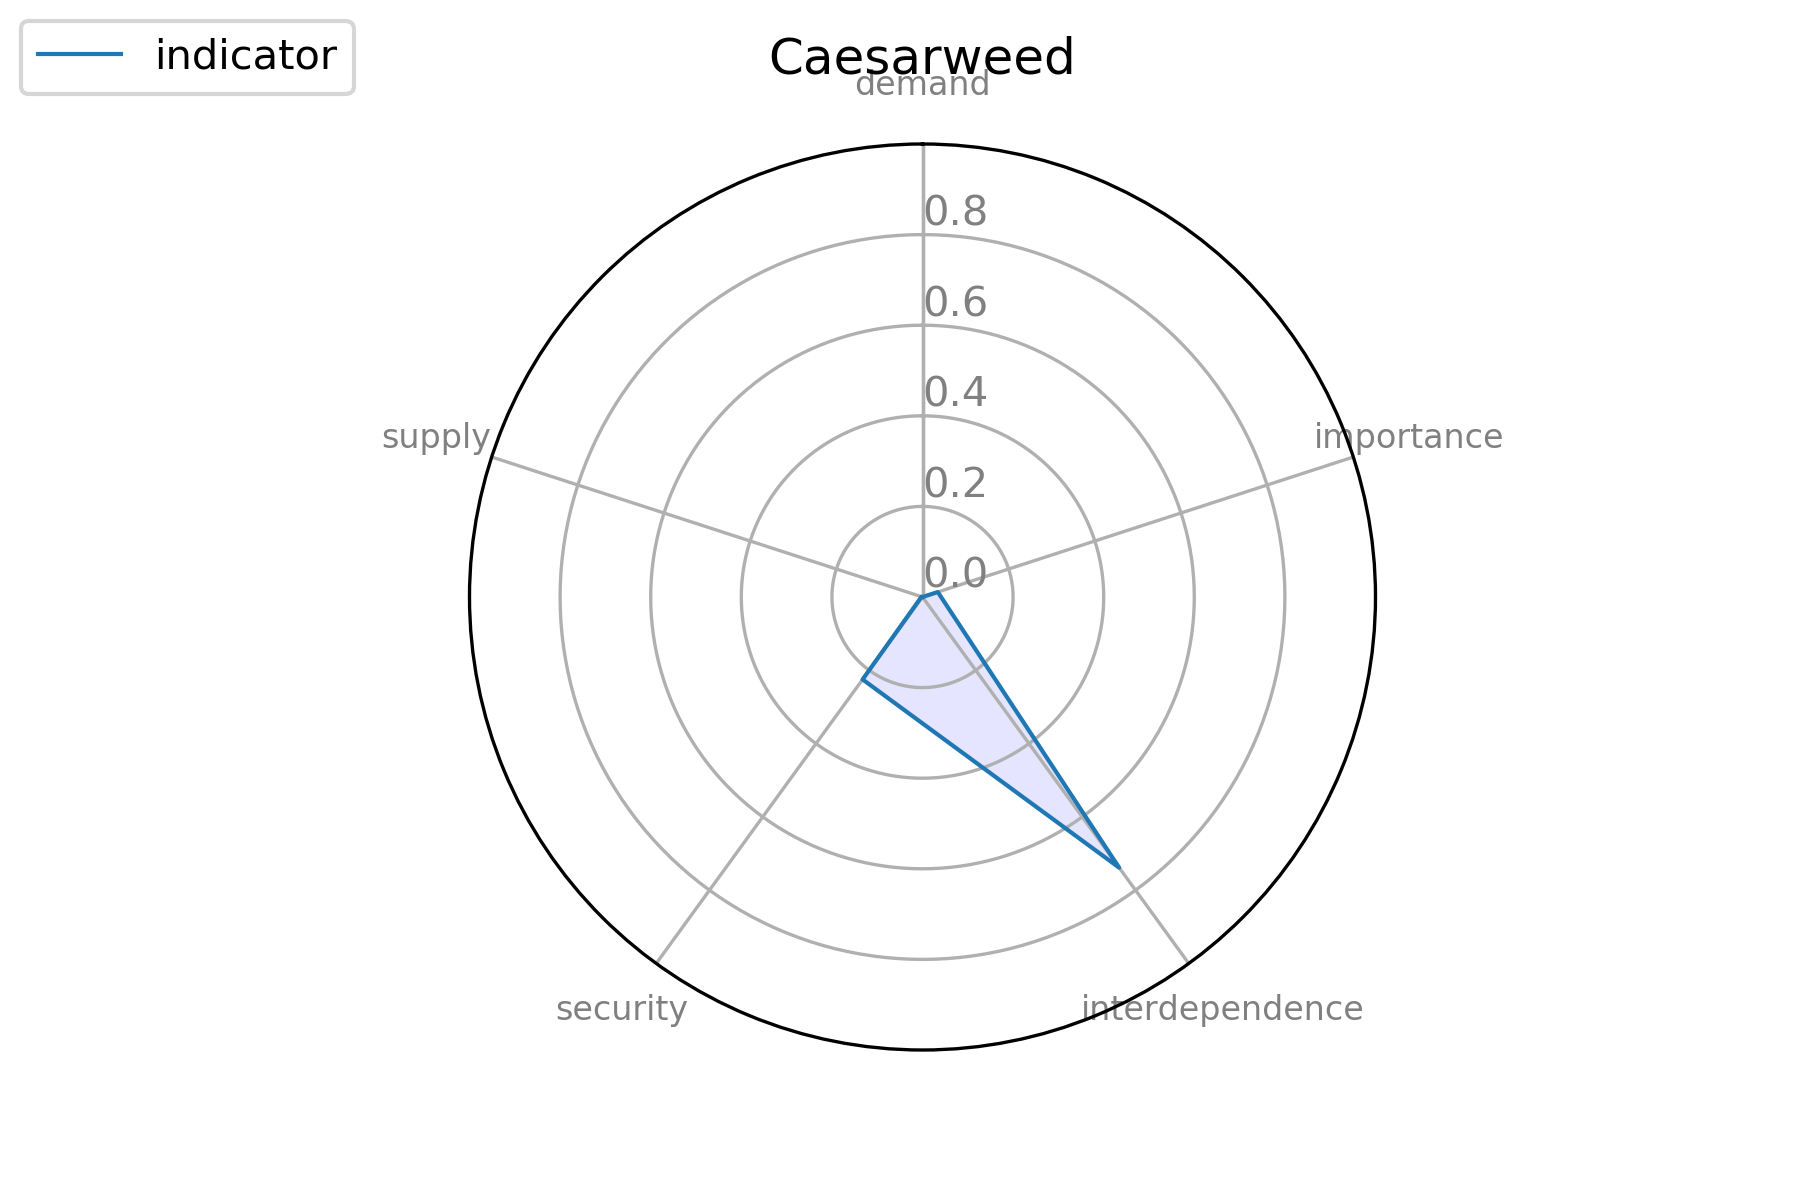 indicator
Caesarweed
demand
0.8
0.6
0.4
0.2
0.0
supply
importance
security
interdependence